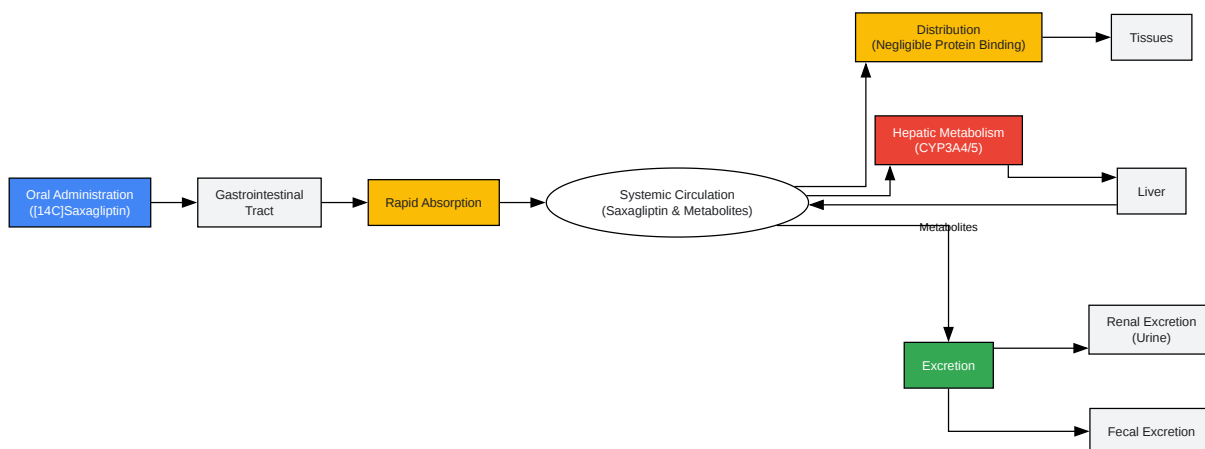 Distribution
(Negligible Protein Binding)
Tissues
Hepatic Metabolism
(CYP3A4/5)
Oral Administration
([14C]Saxagliptin)
Gastrointestinal
Tract
Rapid Absorption
Systemic Circulation
(Saxagliptin & Metabolites)
Liver
Metabolites
Renal Excretion
(Urine)
Excretion
Fecal Excretion